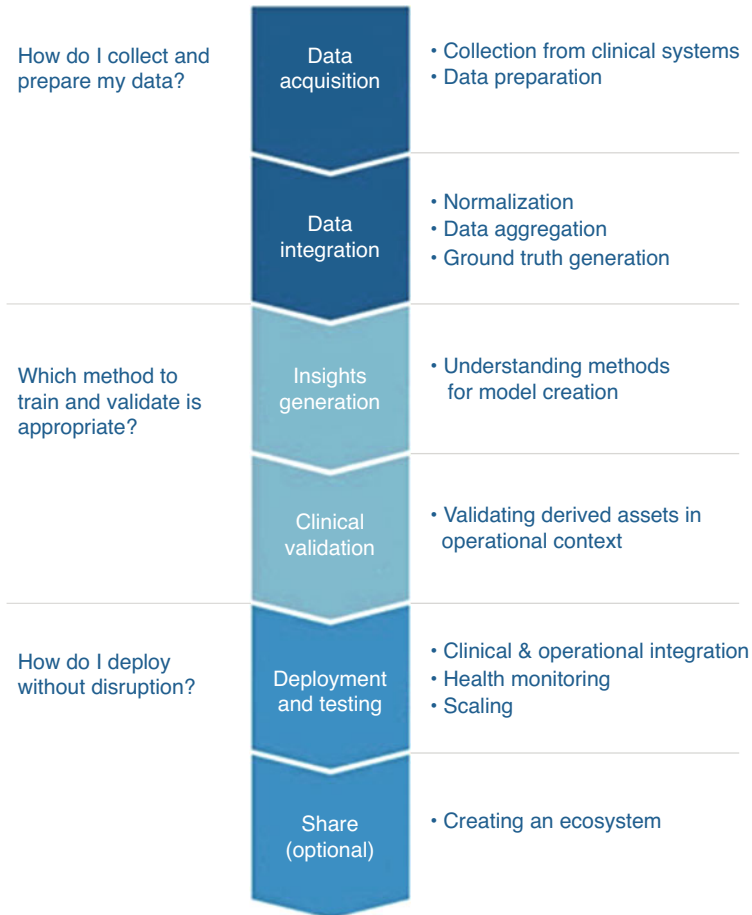 How do I collect and
prepare my data?
Data
acquisition
• Collection from clinical systems
• Data preparation
Data
integration
• Normalization
• Data aggregation
• Ground truth generation
Which method to
train and validate is
appropriate?
Insights
generation
• Understanding methods
for model creation
Clinical
validation
• Validating derived assets in
operational context
How do I deploy
without disruption?
Deployment
and testing
• Clinical & operational integration
• Health monitoring
• Scaling
Share
(optional)
• Creating an ecosystem